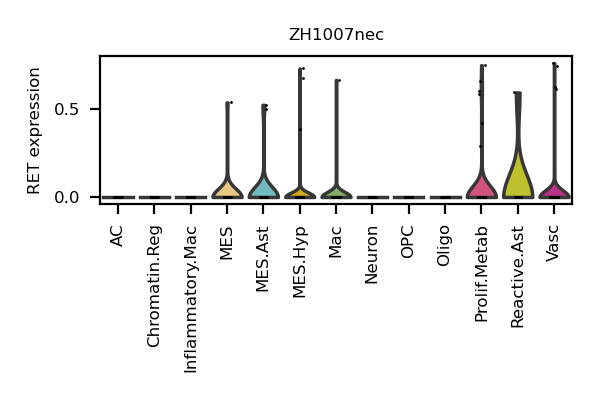 ZH1007nec
RET expression
0.5
0.0
AC
Chromatin.Reg
Inflammatory.Mac
MES
MES.Ast
MES.Hyp
Mac
Neuron
OPC
Oligo
Prolif.Metab
Reactive.Ast
Vasc